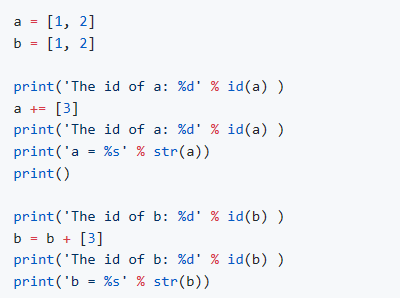 a = [1, 2]
b = [1, 2]

print('The id of a: %d' % id(a) )
a += [3]
print('The id of a: %d' % id(a) )
print('a = %s' % str(a))
print()

print('The id of b: %d' % id(b) )
b = b + [3]
print('The id of b: %d' % id(b) )
print('b = %s' % str(b))